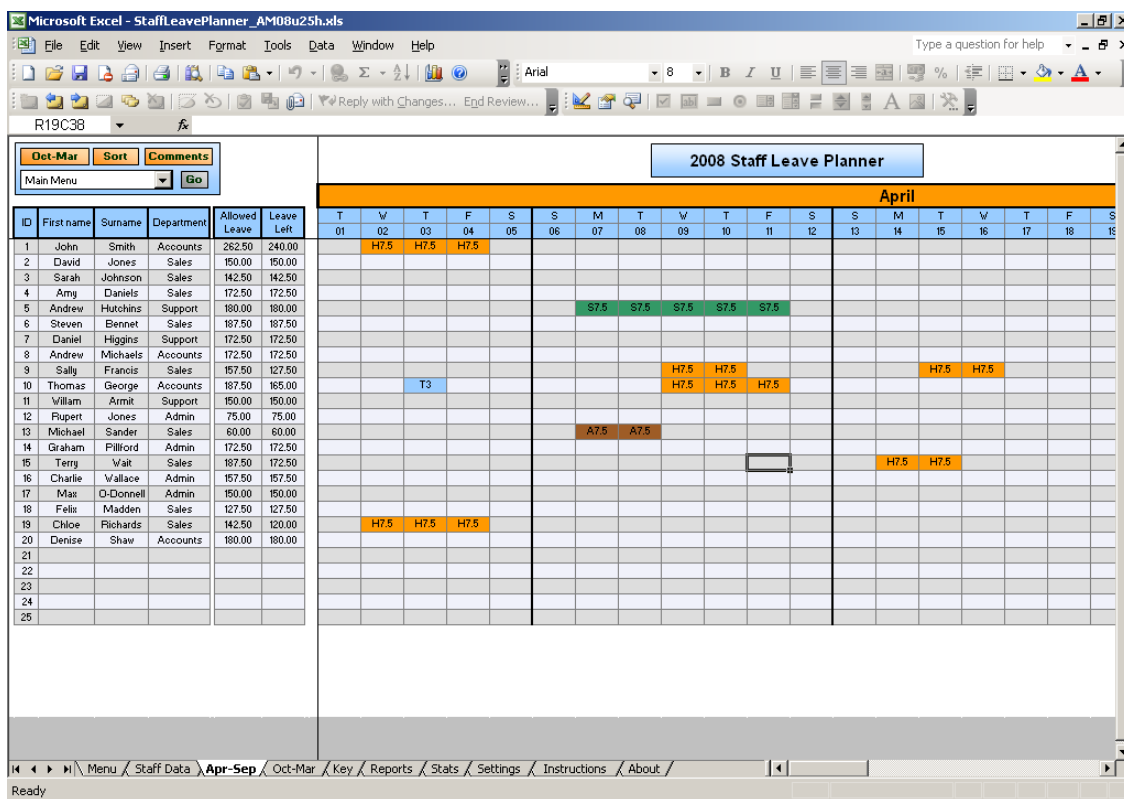 Microsoft Excel - StaffLeavePlanner_AM08u25h.xls
File Edit View Insert Format Tools Data Window Help Type a question for help
Arial 8 B I U %
Reply with Changes... End Review...
R19C38 fx
Oct-Mar Sort Comments
Main Menu Go
2008 Staff Leave Planner
April
ID First name Surname Department Allowed Leave Leave Left
T W T F S S M T W T F S S M T W T F S
01 02 03 04 05 06 07 08 09 10 11 12 13 14 15 16 17 18 19
1 John Smith Accounts 262.50 240.00 H7.5 H7.5 H7.5
2 David Jones Sales 150.00 150.00
3 Sarah Johnson Sales 142.50 142.50
4 Amy Daniels Sales 172.50 172.50
5 Andrew Hutchins Support 180.00 180.00 S7.5 S7.5 S7.5 S7.5 S7.5
6 Steven Bennet Sales 187.50 187.50
7 Daniel Higgins Support 172.50 172.50
8 Andrew Michaels Accounts 172.50 172.50
9 Sally Francis Sales 157.50 127.50 H7.5 H7.5 H7.5 H7.5
10 Thomas George Accounts 187.50 165.00 T3 H7.5 H7.5 H7.5
11 Willam Armit Support 150.00 150.00
12 Rupert Jones Admin 75.00 75.00
13 Michael Sander Sales 60.00 60.00 A7.5 A7.5
14 Graham Pillford Admin 172.50 172.50
15 Terry Wait Sales 187.50 172.50 H7.5 H7.5
16 Charlie Wallace Admin 157.50 157.50
17 Max O-Donnell Admin 150.00 150.00
18 Felix Madden Sales 127.50 127.50
19 Chloe Richards Sales 142.50 120.00 H7.5 H7.5 H7.5
20 Denise Shaw Accounts 180.00 180.00
21
22
23
24
25
Menu Staff Data Apr-Sep Oct-Mar Key Reports Stats Settings Instructions About
Ready